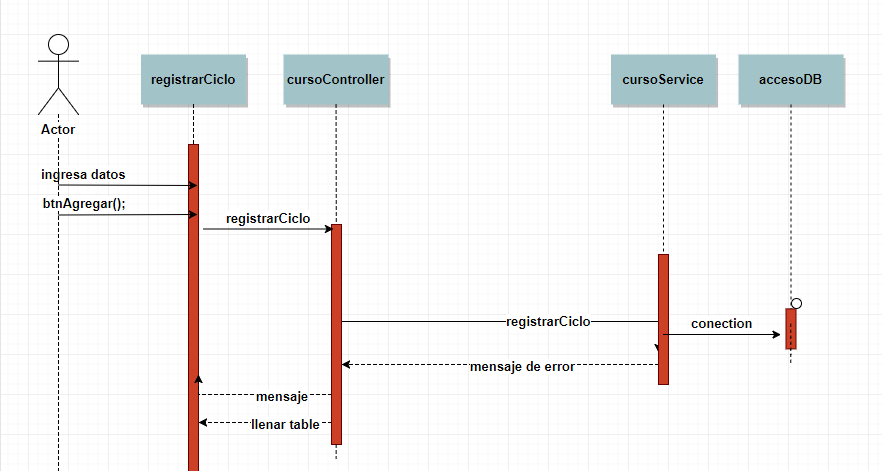 registrarCiclo
cursoController
cursoService
accesoDB
Actor
ingresa datos
btnAgregar();
registrarCiclo
registrarCiclo
conection
mensaje de error
mensaje
llenar table